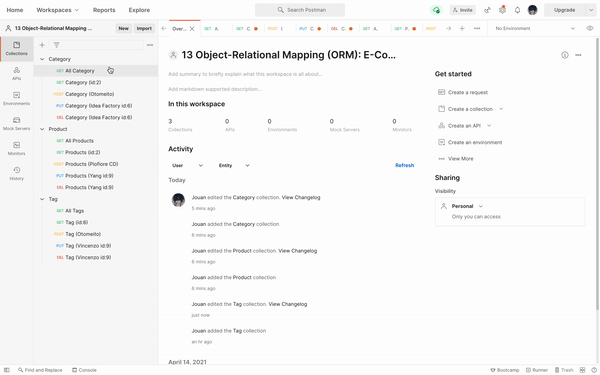 Home
Workspaces
Reports
Explore
Search Postman
Invite
Upgrade
13 Object-Relational Mapping ...
New
Import
Over...
GET A.
GET C.
POST C
PUT C
DEL C.
GET A.
GET P.
No Environment
Collections
APIs
Environments
Mock Servers
Monitors
History
Category
GET All Category
GET Category (id:2)
POST Category (Otomeito)
PUT Category (Idea Factory id:6)
DEL Category (Idea Factory id:6)
Product
GET All Products
GET Products (id:2)
POST Products (Piofiore CD)
PUT Products (Yang id:9)
DEL Products (Yang id:9)
Tag
GET All Tags
GET Tag (id:6)
POST Tag (Otomeito)
PUT Tag (Vincenzo id:9)
DEL Tag (Vincenzo id:9)
13 Object-Relational Mapping (ORM): E-Co...
Add summary to briefly explain what this workspace is all about...
Add markdown supported description...
In this workspace
3
Collections
0
APIs
0
Environments
0
Mock Servers
0
Monitors
Activity
User
Entity
Refresh
Today
Jouan edited the Category collection. View Changelog
5 mins ago
Jouan added the Category collection
6 mins ago
Jouan edited the Product collection. View Changelog
6 mins ago
Jouan added the Product collection
6 mins ago
Jouan edited the Tag collection. View Changelog
just now
Jouan added the Tag collection
an hr ago
April 14, 2021
Get started
Create a request
Create a collection
Create an API
Create an environment
View More
Sharing
Visibility
Personal
Only you can access
Find and Replace
Console
Bootcamp
Runner
Trash